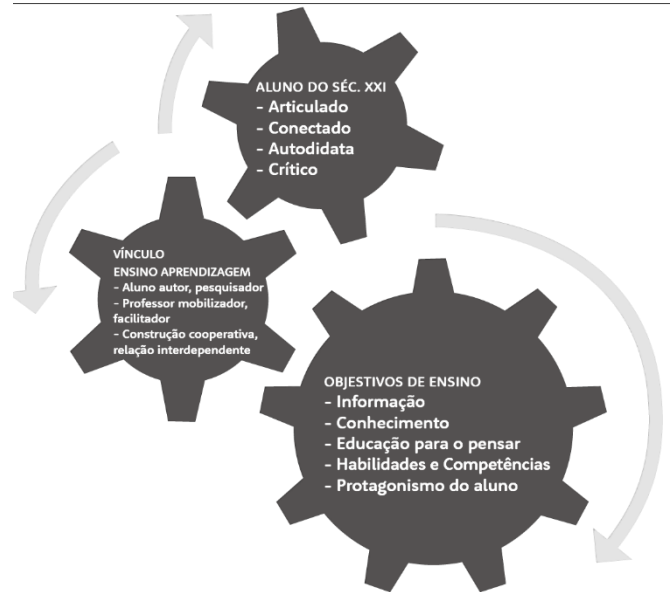 ALUNO DO SÉC. XXI
- Articulado
- Conectado
- Autodidata
- Crítico
VÍNCULO
ENSINO APRENDIZAGEM
- Aluno autor, pesquisador
- Professor mobilizador,
facilitador
- Construção cooperativa,
relação interdependente
OBJETIVOS DE ENSINO
- Informação
- Conhecimento
- Educação para o pensar
- Habilidades e Competências
- Protagonismo do aluno